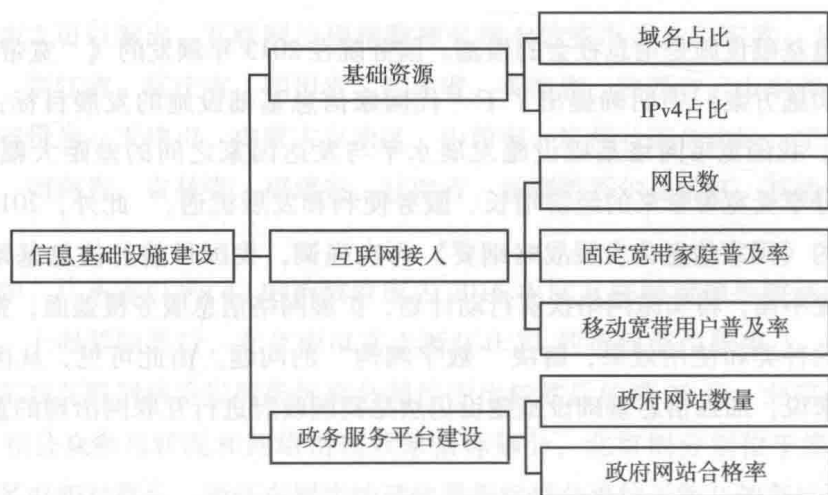 域名占比
基础资源
IPv4占比
网民数
信息基础设施建设
互联网接入
固定宽带家庭普及率
移动宽带用户普及率
政府网站数量
政务服务平台建设
政府网站合格率